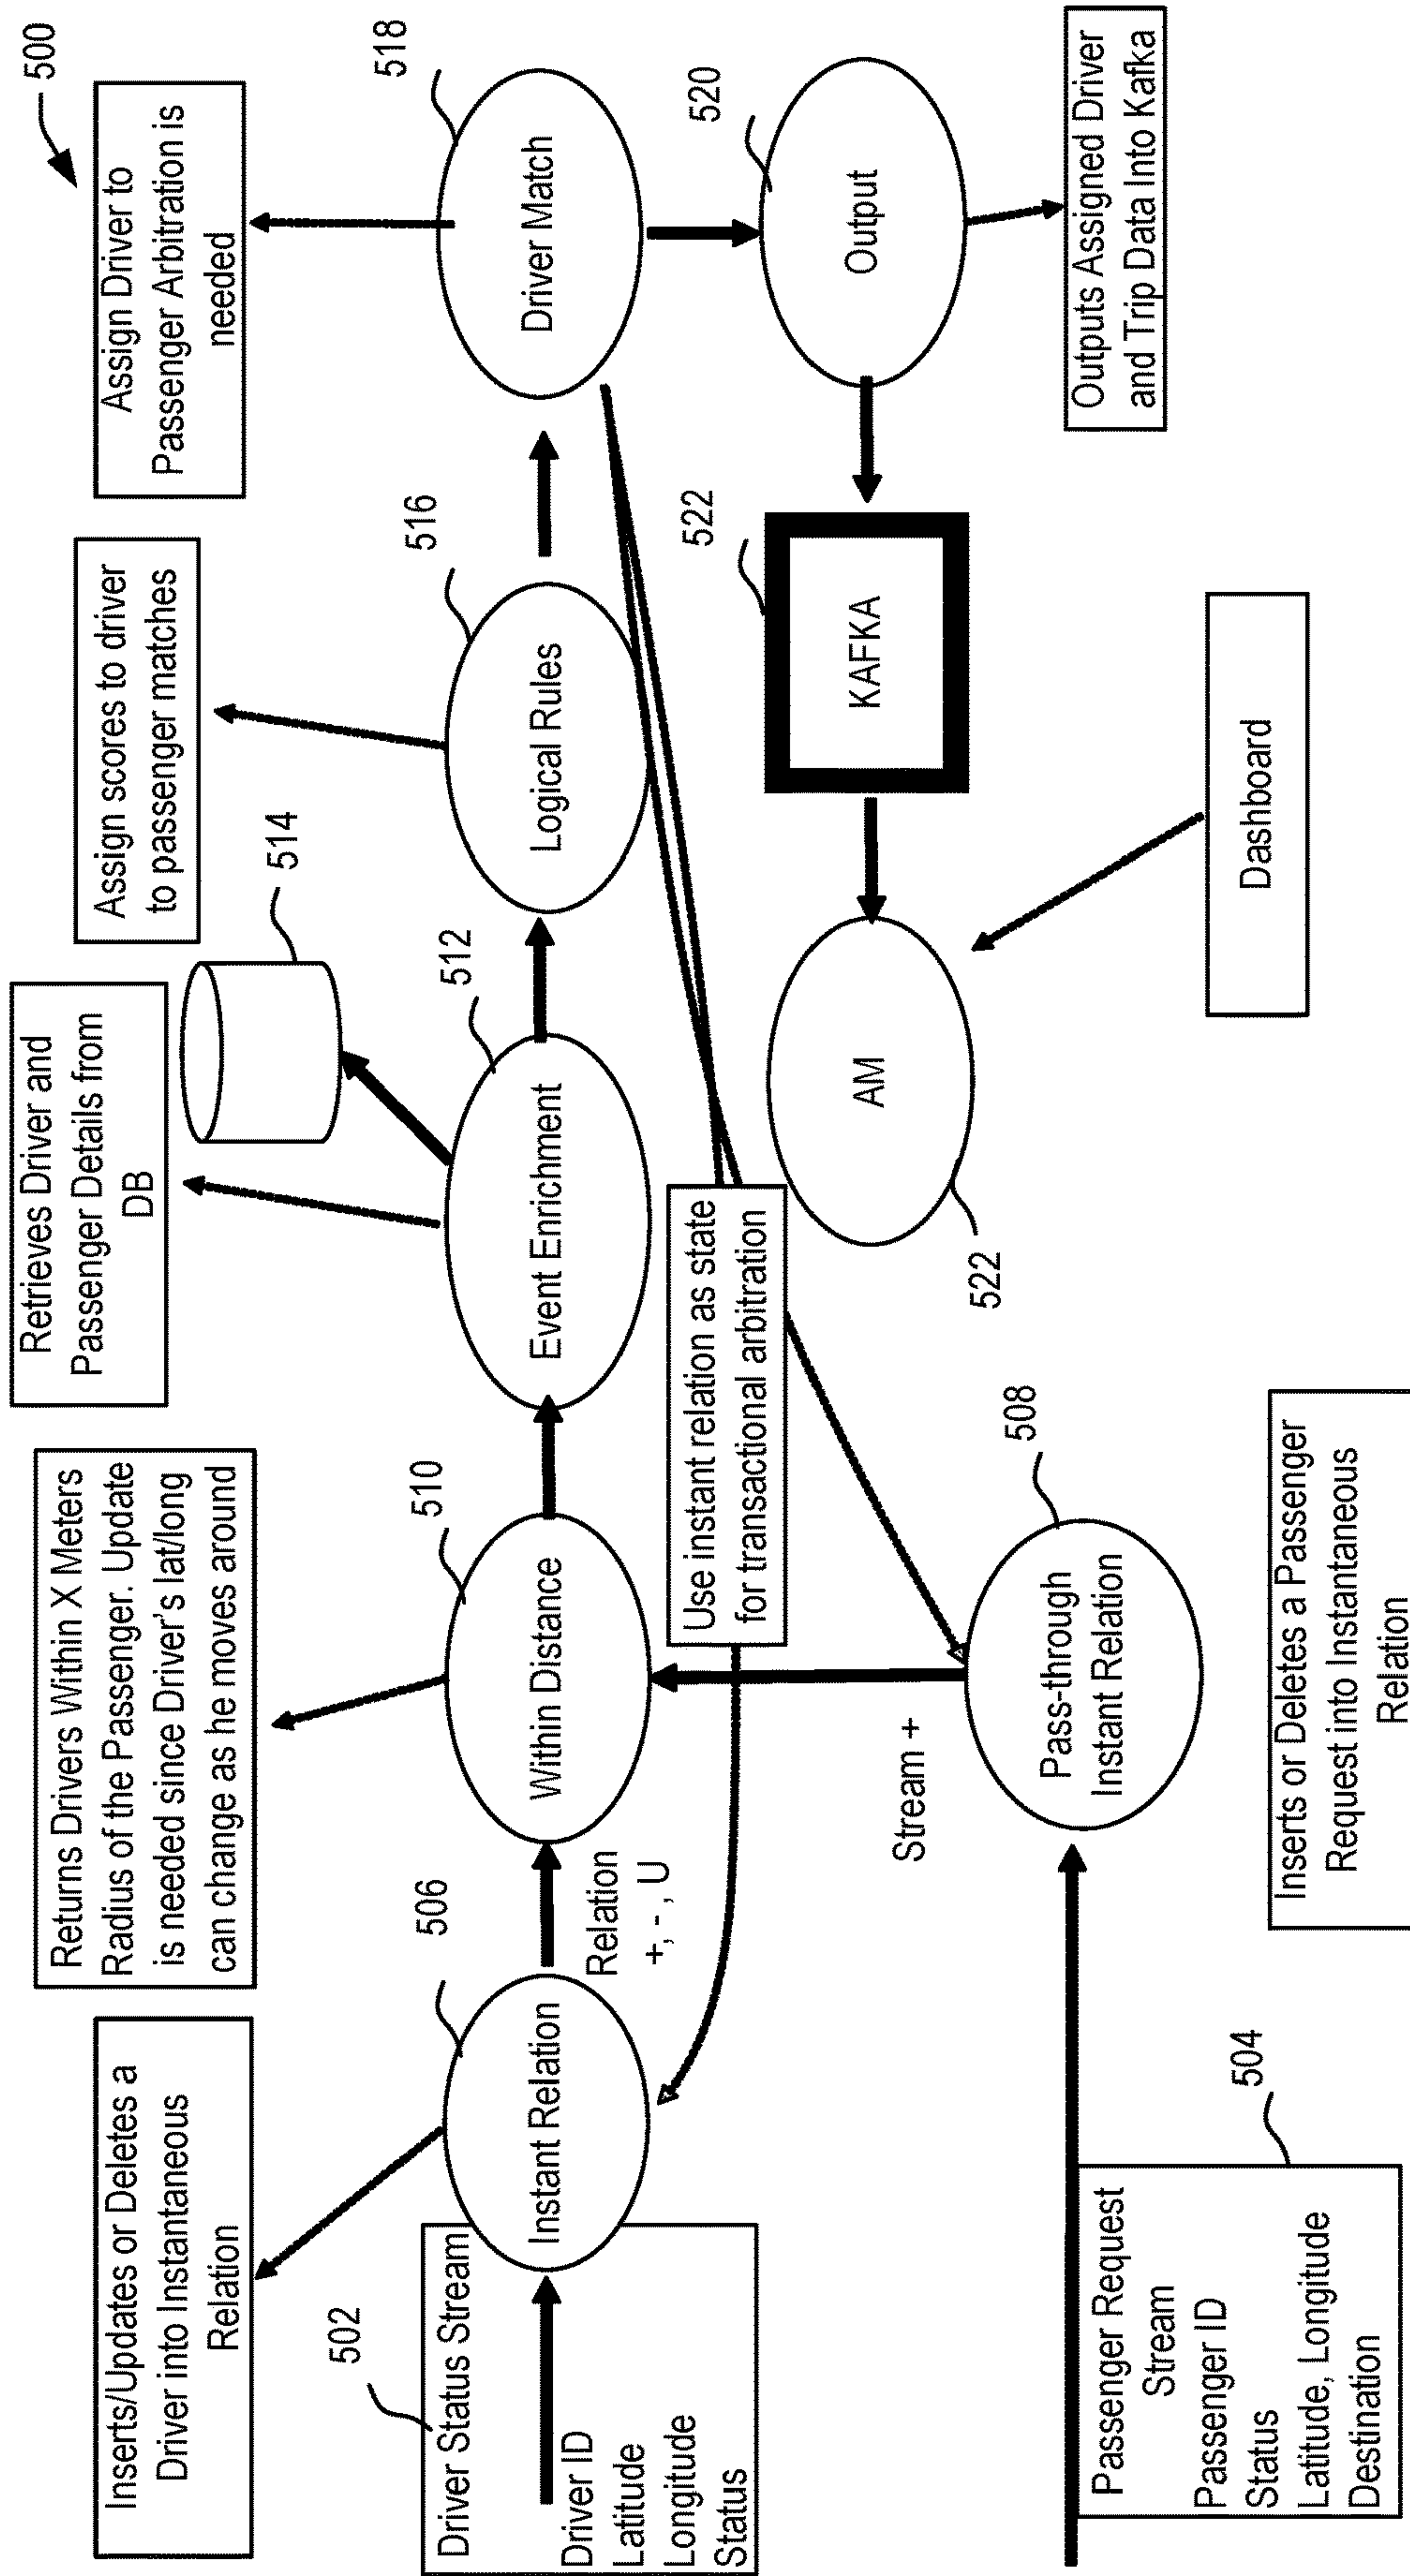 500
Inserts/Updates or Deletes a
Driver into Instantaneous
Relation
Returns Drivers Within X Meters
Radius of the Passenger. Update
is needed since Driver's lat/long
can change as he moves around
Retrieves Driver and
Passenger Details from
DB
514
Assign scores to driver
to passenger matches
Assign Driver to
Passenger Arbitration is
needed
502
Driver Status Stream
Driver ID
Latitude
Longitude
Status
506
Instant Relation
Relation
+, - , U
510
Within Distance
512
Event Enrichment
516
Logical Rules
518
Driver Match
Use instant relation as state
for transactional arbitration
Stream +
520
Output
522
KAFKA
AM
522
Outputs Assigned Driver
and Trip Data Into Kafka
Dashboard
508
Pass-through
Instant Relation
504
Passenger Request
Stream
Passenger ID
Status
Latitude, Longitude
Destination
Inserts or Deletes a Passenger
Request into Instantaneous
Relation